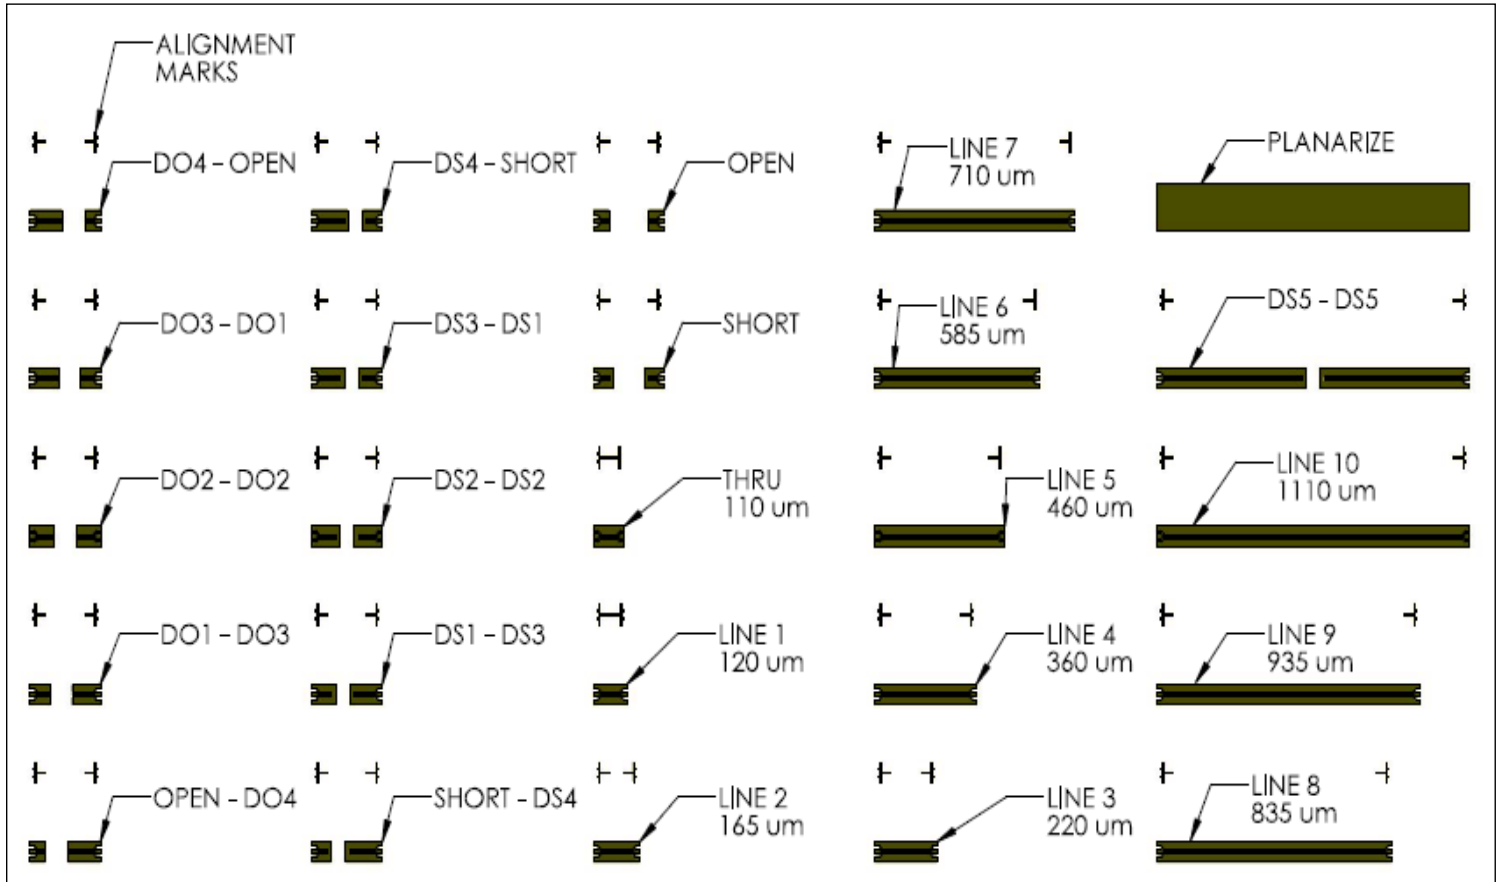 ALIGNMENT
MARKS
DO4 - OPEN
DS4 - SHORT
OPEN
LINE 7
710 um
PLANARIZE
DO3 - DO1
DS3 - DS1
SHORT
LINE 6
585 um
DS5 - DS5
DO2 - DO2
DS2 - DS2
THRU
110 um
LINE 5
460 um
LINE 10
1110 um
DO1 - DO3
DS1 - DS3
LINE 1
120 um
LINE 4
360 um
LINE 9
935 um
OPEN - DO4
SHORT - DS4
LINE 2
165 um
LINE 3
220 um
LINE 8
835 um